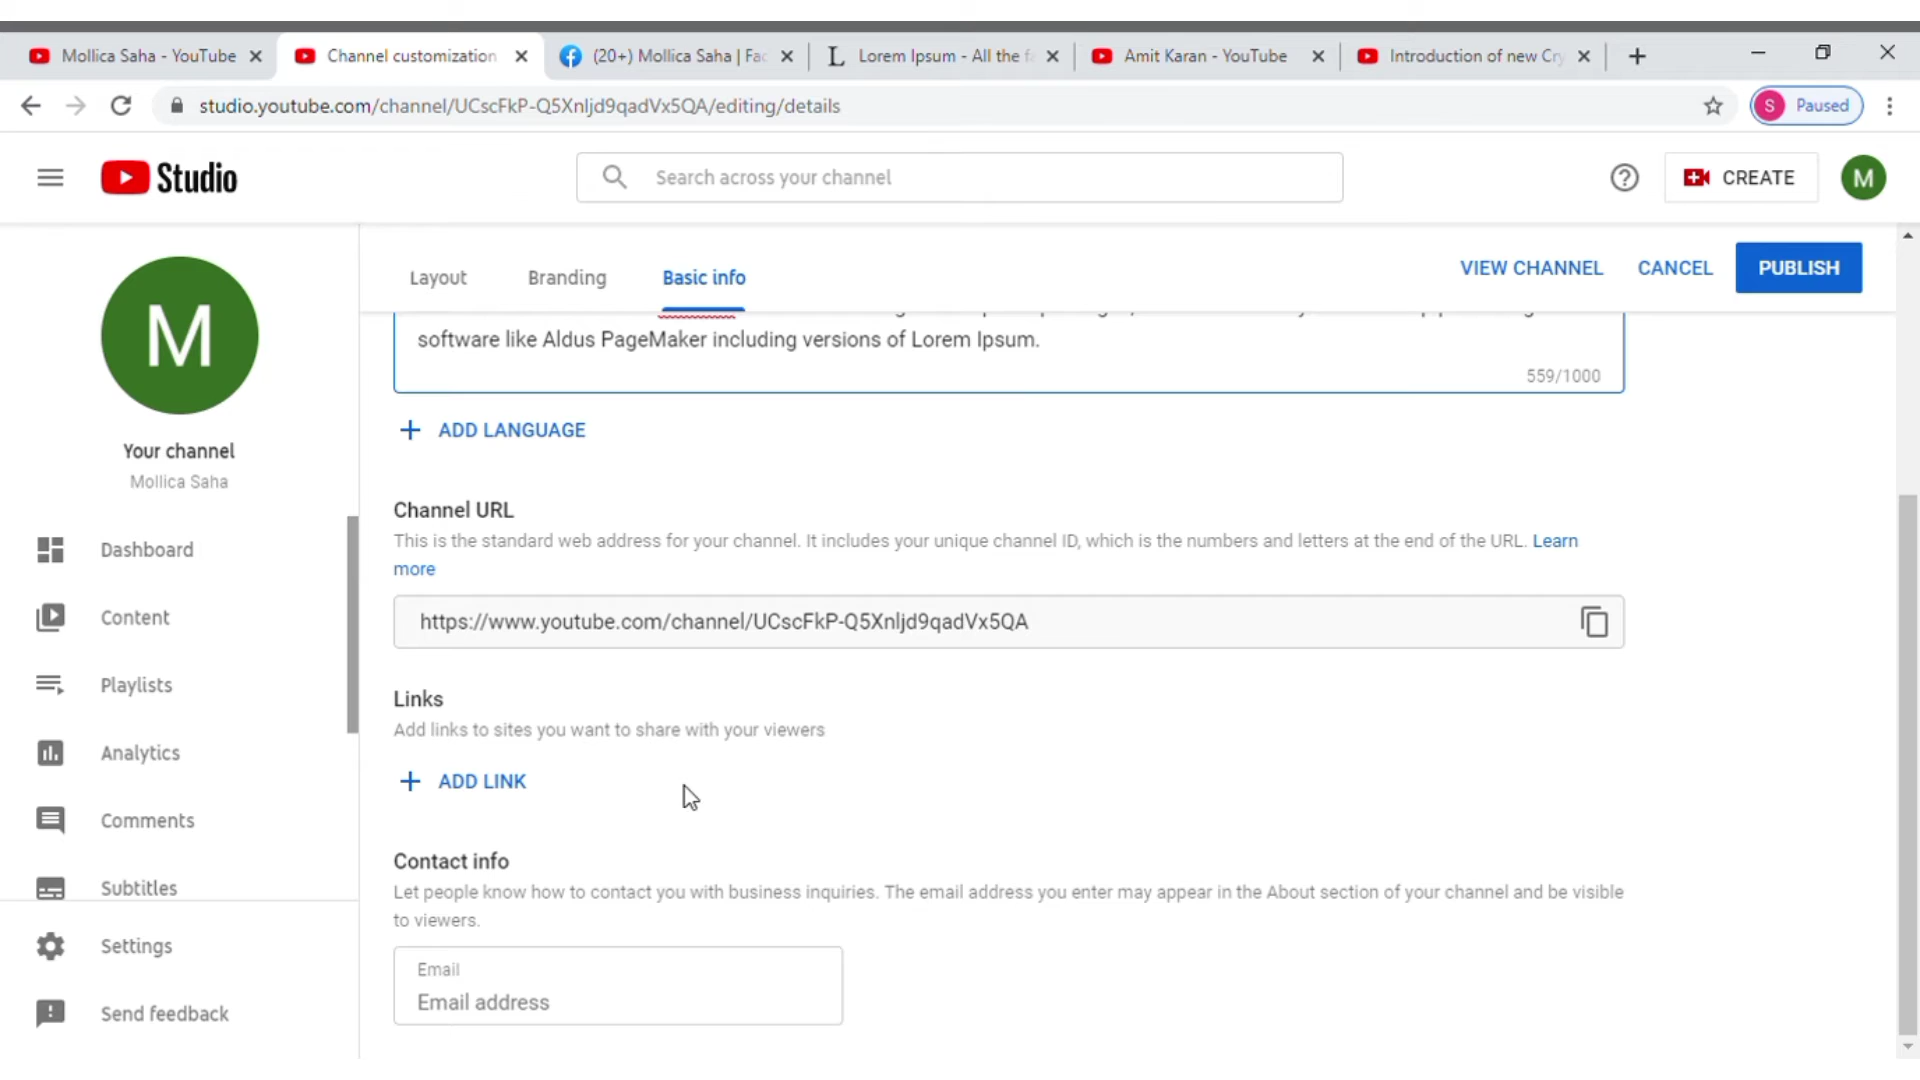 Mollica Saha - YouTube
Channel customization
(20+) Mollica Saha | Fac
Lorem Ipsum - All the fa
Amit Karan - YouTube
Introduction of new Cry
studio.youtube.com/channel/UCscFkP-Q5Xnljd9qadVx5QA/editing/details
S
Paused
Studio
Search across your channel
CREATE
M
M
Your channel
Mollica Saha
Dashboard
Content
Playlists
Analytics
Comments
Subtitles
Settings
Send feedback
Layout
Branding
Basic info
VIEW CHANNEL
CANCEL
PUBLISH
software like Aldus PageMaker including versions of Lorem Ipsum.
559/1000
ADD LANGUAGE
Channel URL
This is the standard web address for your channel. It includes your unique channel ID, which is the numbers and letters at the end of the URL. Learn
more
https://www.youtube.com/channel/UCscFkP-Q5Xnljd9qadVx5QA
Links
Add links to sites you want to share with your viewers
ADD LINK
Contact info
Let people know how to contact you with business inquiries. The email address you enter may appear in the About section of your channel and be visible
to viewers.
Email
Email address